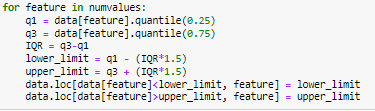 for feature in numvalues:
    q1 = data[feature].quantile(0.25)
    q3 = data[feature].quantile(0.75)
    IQR = q3-q1
    lower_limit = q1 - (IQR*1.5)
    upper_limit = q3 + (IQR*1.5)
    data.loc[data[feature]<lower_limit, feature] = lower_limit
    data.loc[data[feature]>upper_limit, feature] = upper_limit